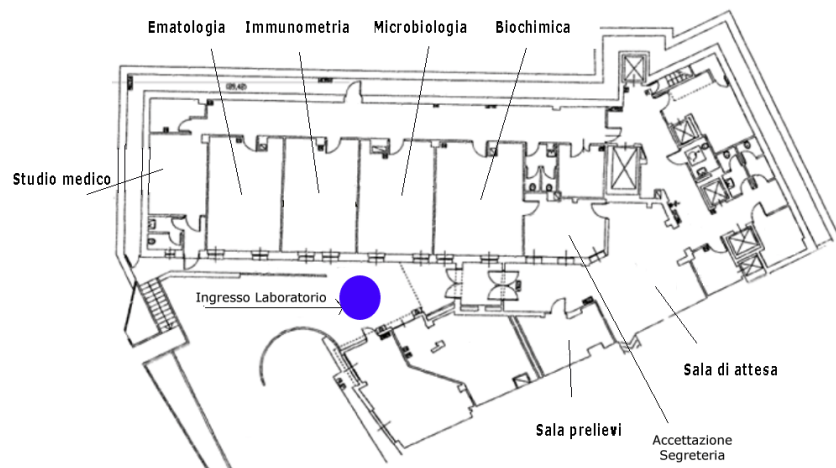 Ematologia Immunometria Microbiologia Biochimica
Studio medico
Ingresso Laboratorio
Sala di attesa
Sala prelievi
Accettazione
Segreteria